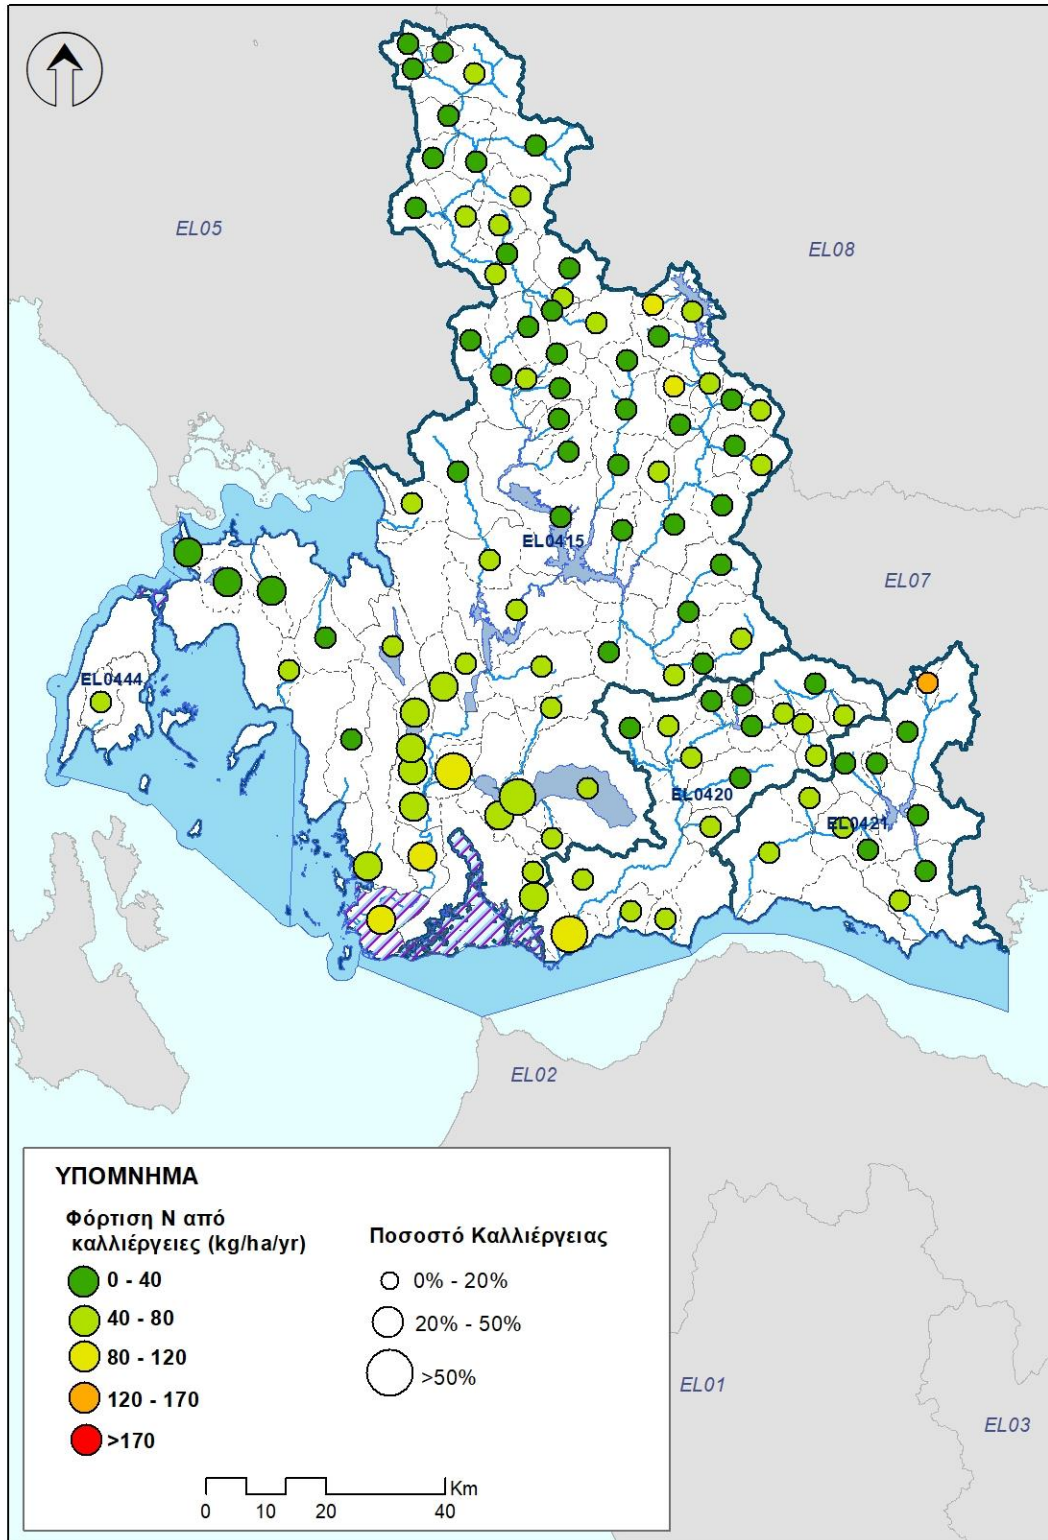 EL05
EL08
EL0415
EL07
EL0444
EL0420
EL0421
EL02
ΥΠΟΜΝΗΜΑ
Φόρτιση Ν από
καλλιέργειες (kg/ha/yr)
0 - 40
40 - 80
80 - 120
120 - 170
>170
Ποσοστό Καλλιέργειας
0% - 20%
20% - 50%
>50%
Km
0 10 20 40
EL01
EL03